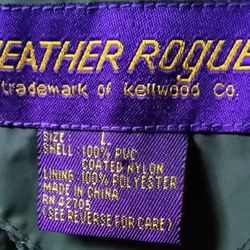 WEATHER ROGUE
trademark of Kellwood Co.
SIZE L
SHELL: 100% PVC
COATED NYLON
LINING: 100% POLYESTER
MADE IN CHINA
RN 42705
(SEE REVERSE FOR CARE)